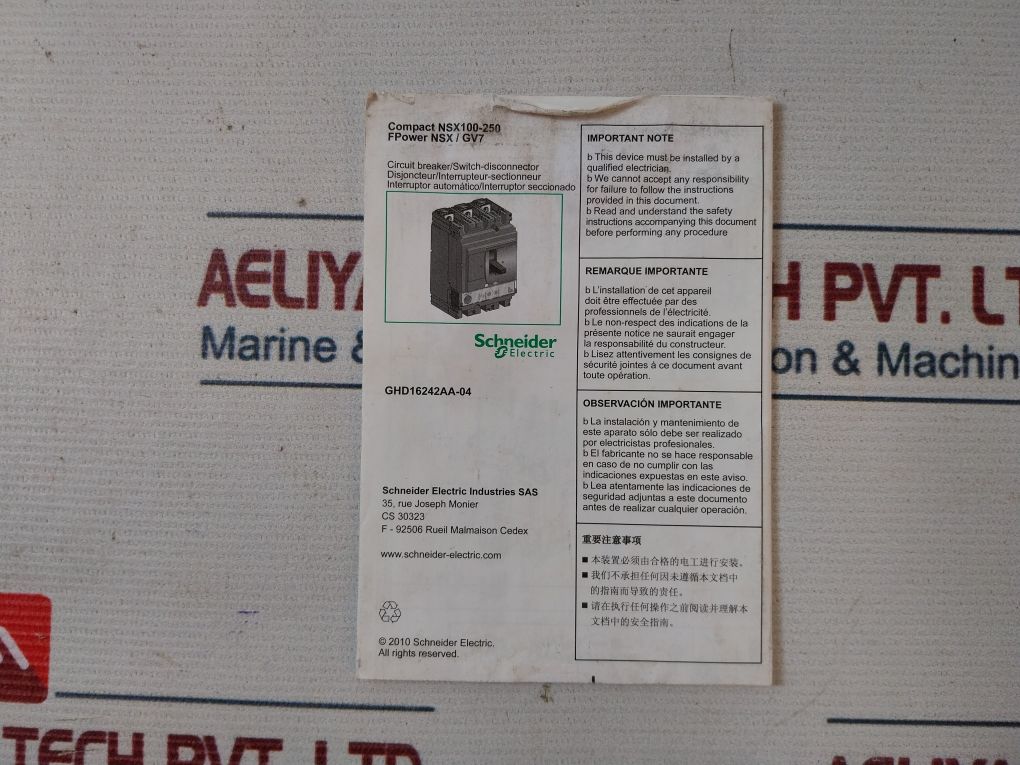 Compact NSX100-250
FPower NSX / GV7
Circuit breaker/Switch-disconnector
Disjoncteur/Interrupteur-sectionneur
Interruptor automático/Interruptor seccionado
Schneider
Electric
GHD16242AA-04
Schneider Electric Industries SAS
35, rue Joseph Monier
CS 30323
F - 92506 Rueil Malmaison Cedex
www.schneider-electric.com
© 2010 Schneider Electric.
All rights reserved.
IMPORTANT NOTE
b This device must be installed by a
qualified electrician.
b We cannot accept any responsibility
for failure to follow the instructions
provided in this document.
b Read and understand the safety
instructions accompanying this document
before performing any procedure
REMARQUE IMPORTANTE
b L'installation de cet appareil
doit être effectuée par des
professionnels de l'électricité.
b Le non-respect des indications de la
présente notice ne saurait engager
la responsabilité du constructeur.
b Lisez attentivement les consignes de
sécurité jointes à ce document avant
toute opération.
OBSERVACIÓN IMPORTANTE
b La instalación y mantenimiento de
este aparato sólo debe ser realizado
por electricistas profesionales.
b El fabricante no se hace responsable
en caso de no cumplir con las
indicaciones expuestas en este aviso.
b Lea atentamente las indicaciones de
seguridad adjuntas a este documento
antes de realizar cualquier operación.
重要注意事项
■ 本装置必须由合格的电工进行安装。
■ 我们不承担任何因未遵循本文档中
的指南而导致的责任。
■ 请在执行任何操作之前阅读并理解本
文档中的安全指南。
AELIYA H PVT. LT
Marine & on & Machin
TECH PVT. LTD
AELIYA